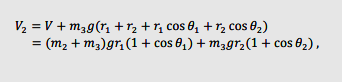 V₂ = V + m₃g(r₁ + r₂ + r₁ cos θ₁ + r₂ cos θ₂)
= (m₂ + m₃)gr₁(1 + cos θ₁) + m₃gr₂(1 + cos θ₂) ,